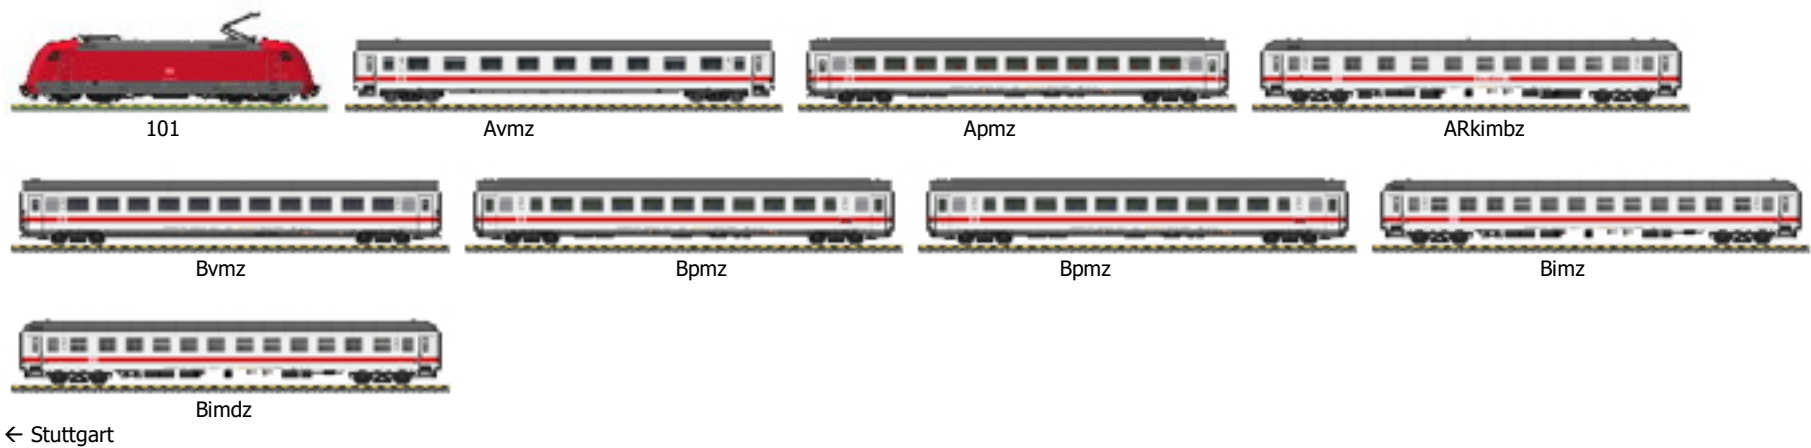 101 Avmz Apmz ARkimbz
Bvmz Bpmz Bpmz Bimz
Bimdz
← Stuttgart